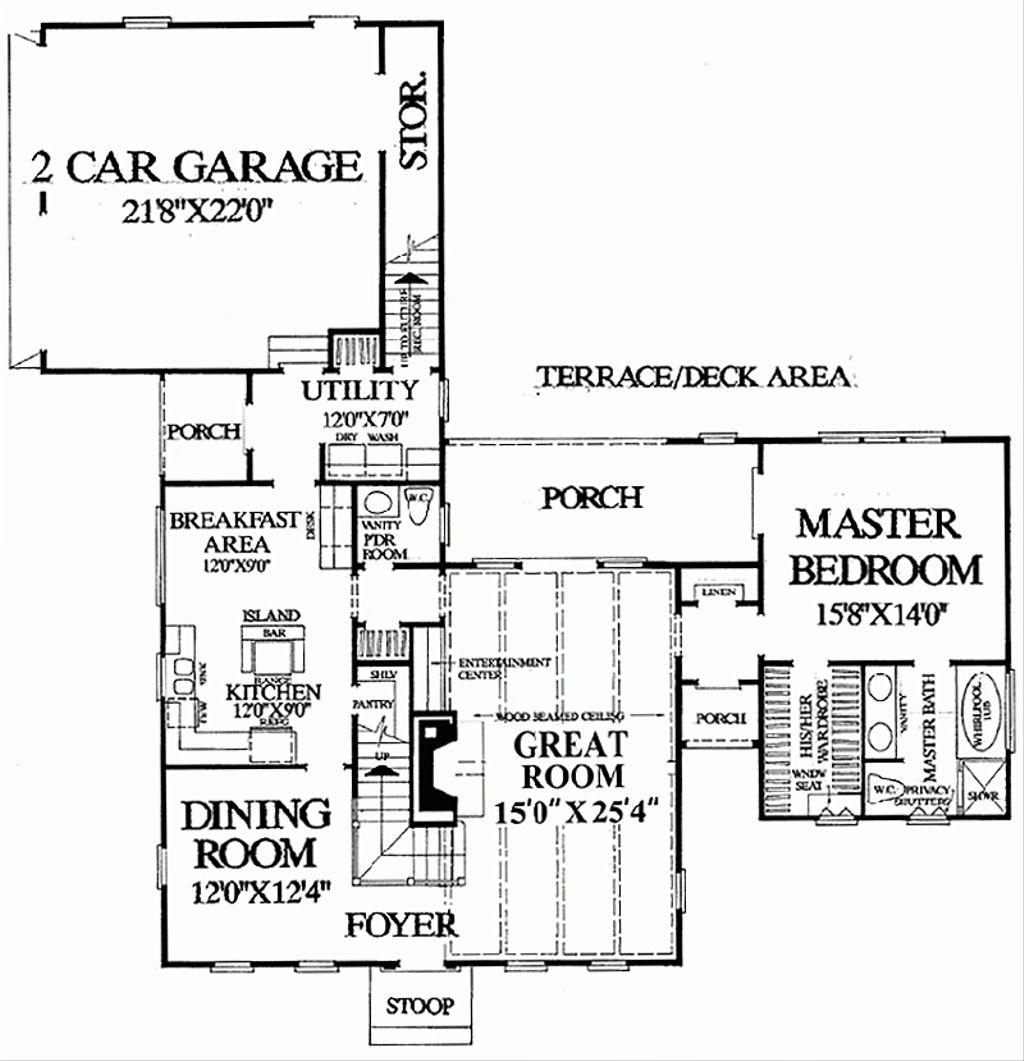 2 CAR GARAGE
21'8"X22'0"
STOR.
UP TO FUTURE
REC. ROOM
UTILITY
12'0"X7'0"
DRY WASH
PORCH
TERRACE/DECK AREA
BREAKFAST
AREA
12'0"X9'0"
DESK
W.C.
VANITY
PDR
ROOM
PORCH
MASTER
BEDROOM
15'8"X14'0"
LINEN
ISLAND
BAR
RANGE
KITCHEN
12'0"X9'0"
SINK
D.W.
REFG
SHLV
PANTRY
UP
ENTERTAINMENT
CENTER
WOOD BEAMED CEILING
GREAT
ROOM
15'0" X 25'4"
PORCH
HIS/HER
WARDROBE
WNDW
SEAT
VANITY
MASTER BATH
WHIRLPOOL
TUB
W.C.
PRIVACY
SHUTTERS
SHWR
DINING
ROOM
12'0"X12'4"
FOYER
STOOP